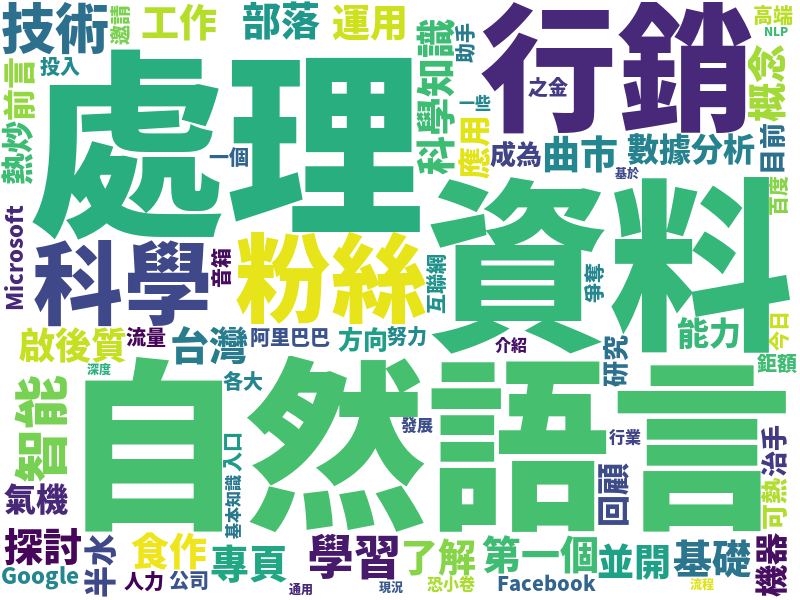 技術
邀請
工作
部落
運用
科學知識
助手
行銷
高端
NLP
投入
前言
熱炒
處理
一個
一些
應用
之金
成為
曲市
數據分析
基於
概念
目前
百度
Microsoft
科學
音箱
粉絲
互聯網
資料
爭奪
能力
今日
啟後質
流量
台灣
阿里巴巴
方向
努力
介紹
研究
鉅額
深度
智能
自然語言
各大
入口
發展
行業
氣機
基本知識
回顧
治手
可熱
探討
半水
食作
專頁
學習
了解
第一個
並開
基礎
機器
Google
人力
公司
通用
現況
恐小卷
Facebook
流程